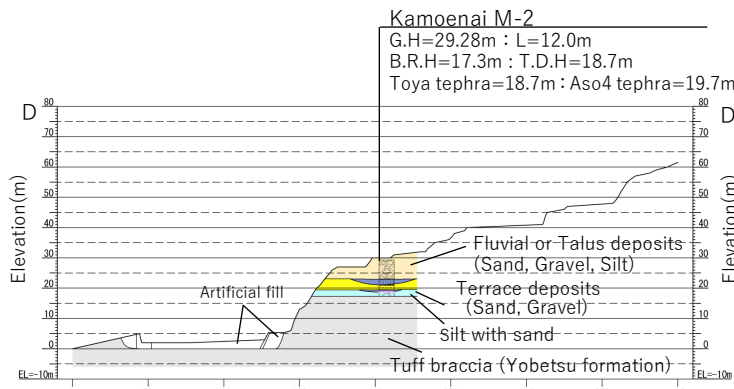 Kamoenai M-2
G.H=29.28m : L=12.0m
B.R.H=17.3m : T.D.H=18.7m
Toya tephra=18.7m : Aso4 tephra=19.7m
D
D
80
70
60
50
40
30
20
10
0
EL=-10m
Elevation(m)
80
70
60
50
40
30
20
10
0
EL=-10m
Elevation(m)
Fluvial or Talus deposits
(Sand, Gravel, Silt)
Terrace deposits
(Sand, Gravel)
Artificial fill
Silt with sand
Tuff braccia (Yobetsu formation)